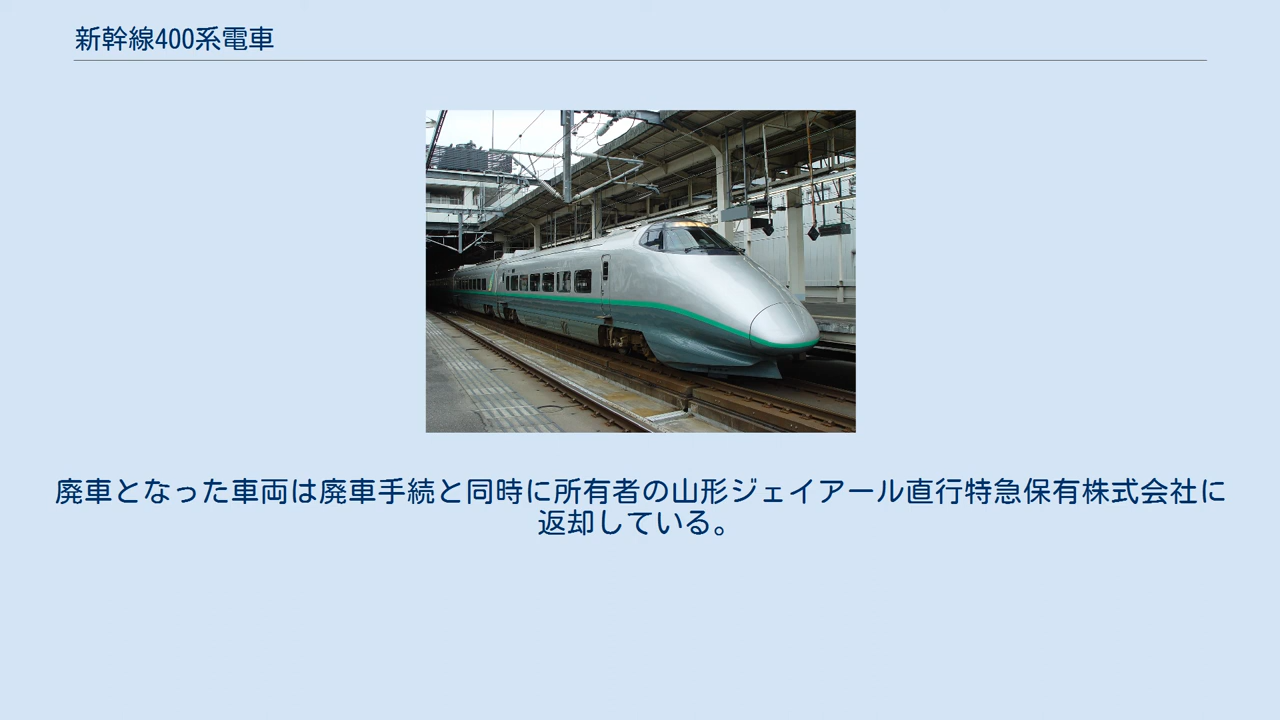 新幹線400系電車
廃車となった車両は廃車手続と同時に所有者の山形ジェイアール直行特急保有株式会社に
返却している。